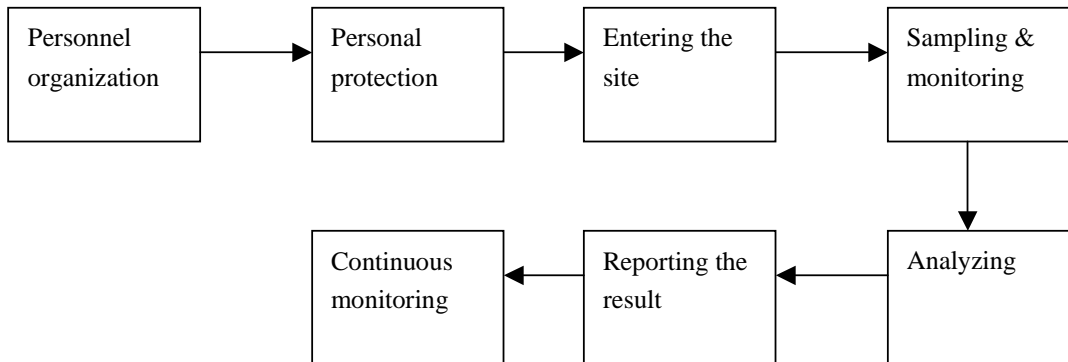 Personnel
organization
Personal
protection
Entering the
site
Sampling &
monitoring
Analyzing
Reporting the
result
Continuous
monitoring